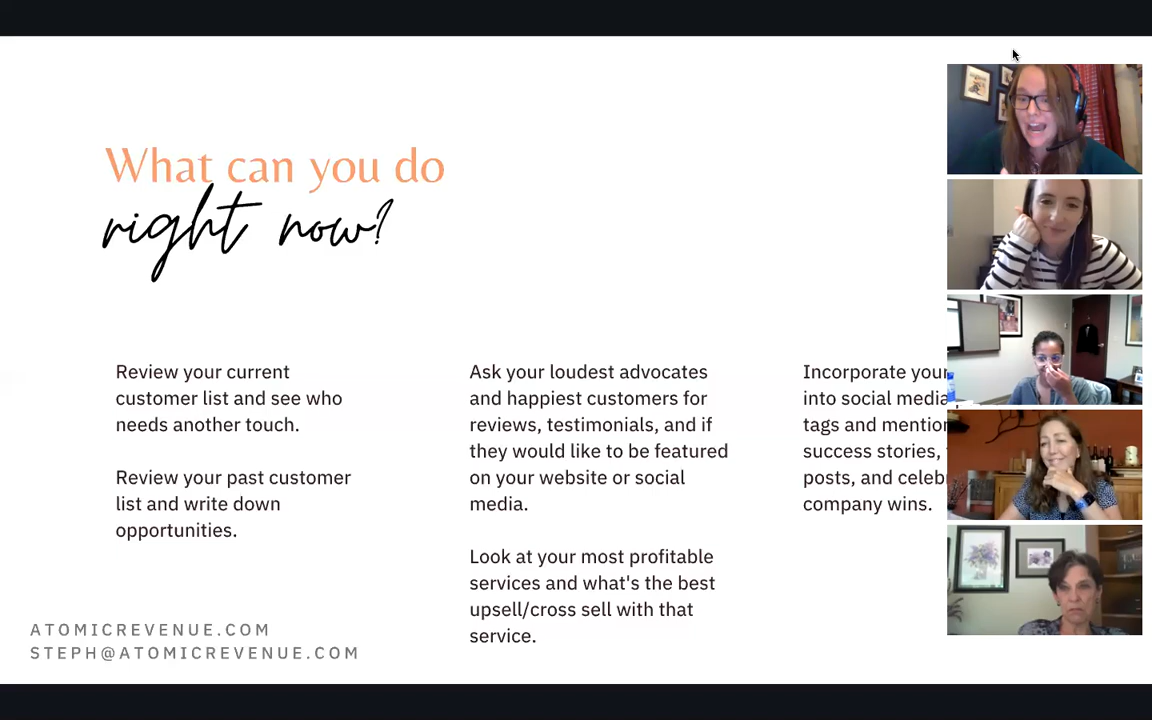 What can you do
right now?
Review your current
customer list and see who
needs another touch.
Review your past customer
list and write down
opportunities.
Ask your loudest advocates
and happiest customers for
reviews, testimonials, and if
they would like to be featured
on your website or social
media.
Look at your most profitable
services and what's the best
upsell/cross sell with that
service.
Incorporate your
into social media
tags and
success stories,
posts, and
company wins.
ATOMICREVENUE.COM
STEPH@ATOMICREVENUE.COM